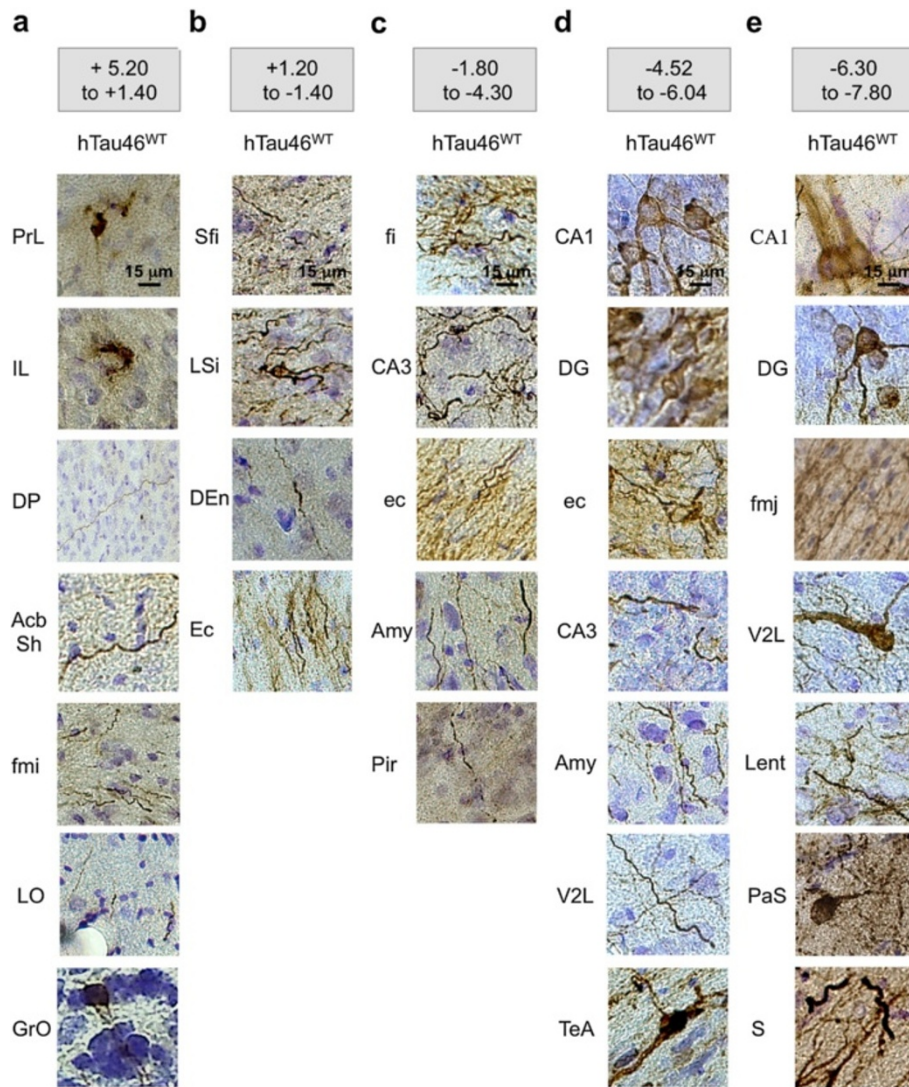 a
+ 5.20
to +1.40
hTau46WT
PrL
15 µm
IL
DP
Acb
Sh
fmi
LO
GrO
b
+1.20
to -1.40
hTau46WT
Sfi
15 µm
LSi
DEn
Ec
c
-1.80
to -4.30
hTau46WT
fi
15 µm
CA3
ec
Amy
Pir
d
-4.52
to -6.04
hTau46WT
CA1
15 µm
DG
ec
CA3
Amy
V2L
TeA
e
-6.30
to -7.80
hTau46WT
CA1
15 µm
DG
fmj
V2L
Lent
PaS
S